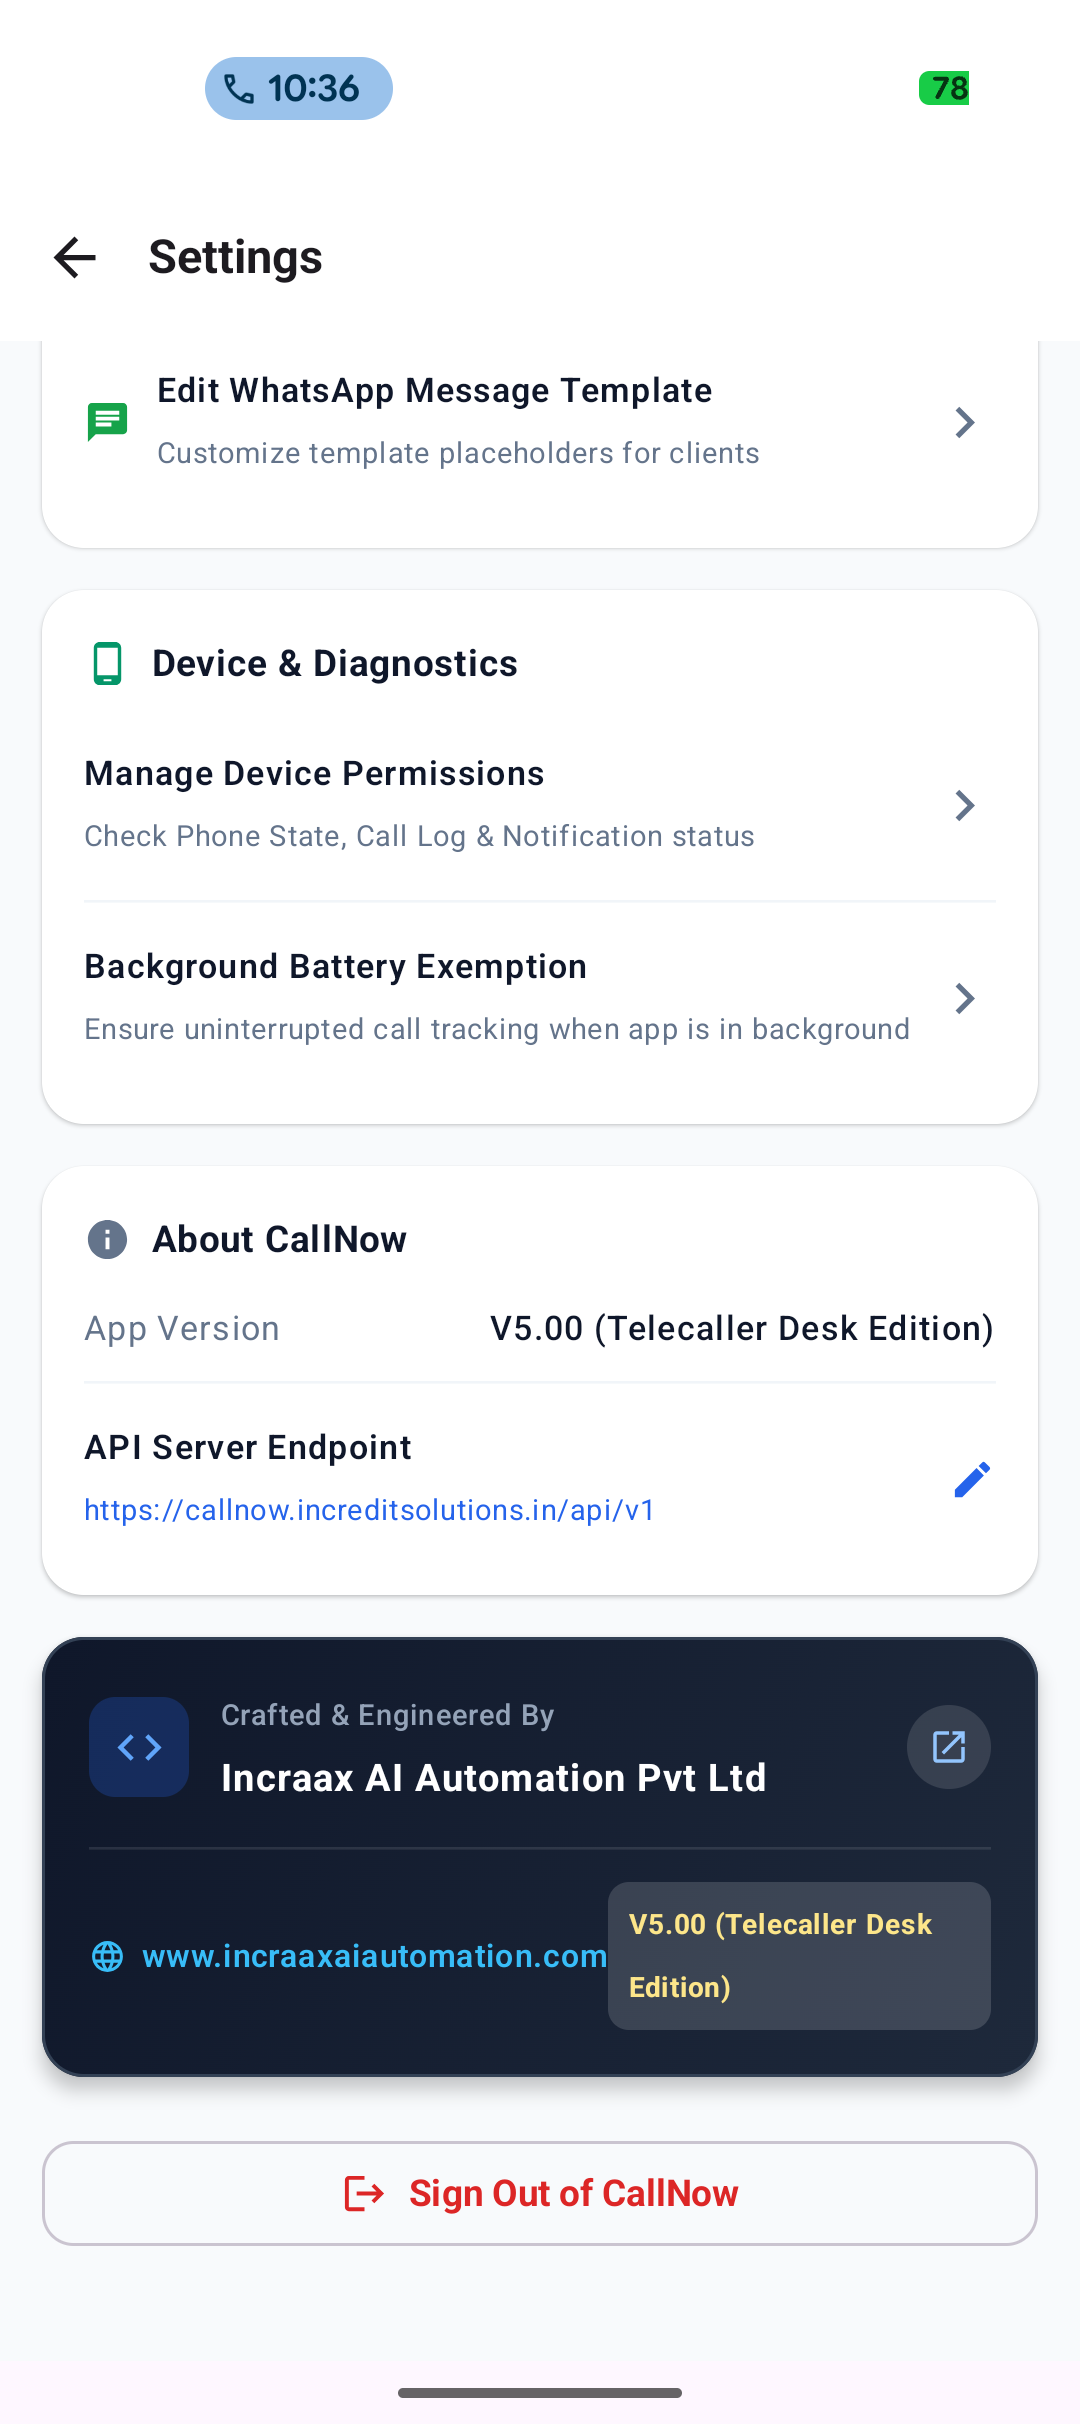 10:36
78
Settings
Edit WhatsApp Message Template
Customize template placeholders for clients
Device & Diagnostics
Manage Device Permissions
Check Phone State, Call Log & Notification status
Background Battery Exemption
Ensure uninterrupted call tracking when app is in background
About CallNow
App Version
V5.00 (Telecaller Desk Edition)
API Server Endpoint
https://callnow.increditsolutions.in/api/v1
Crafted & Engineered By
Incraax AI Automation Pvt Ltd
www.incraaxaiautomation.com
V5.00 (Telecaller Desk
Edition)
Sign Out of CallNow